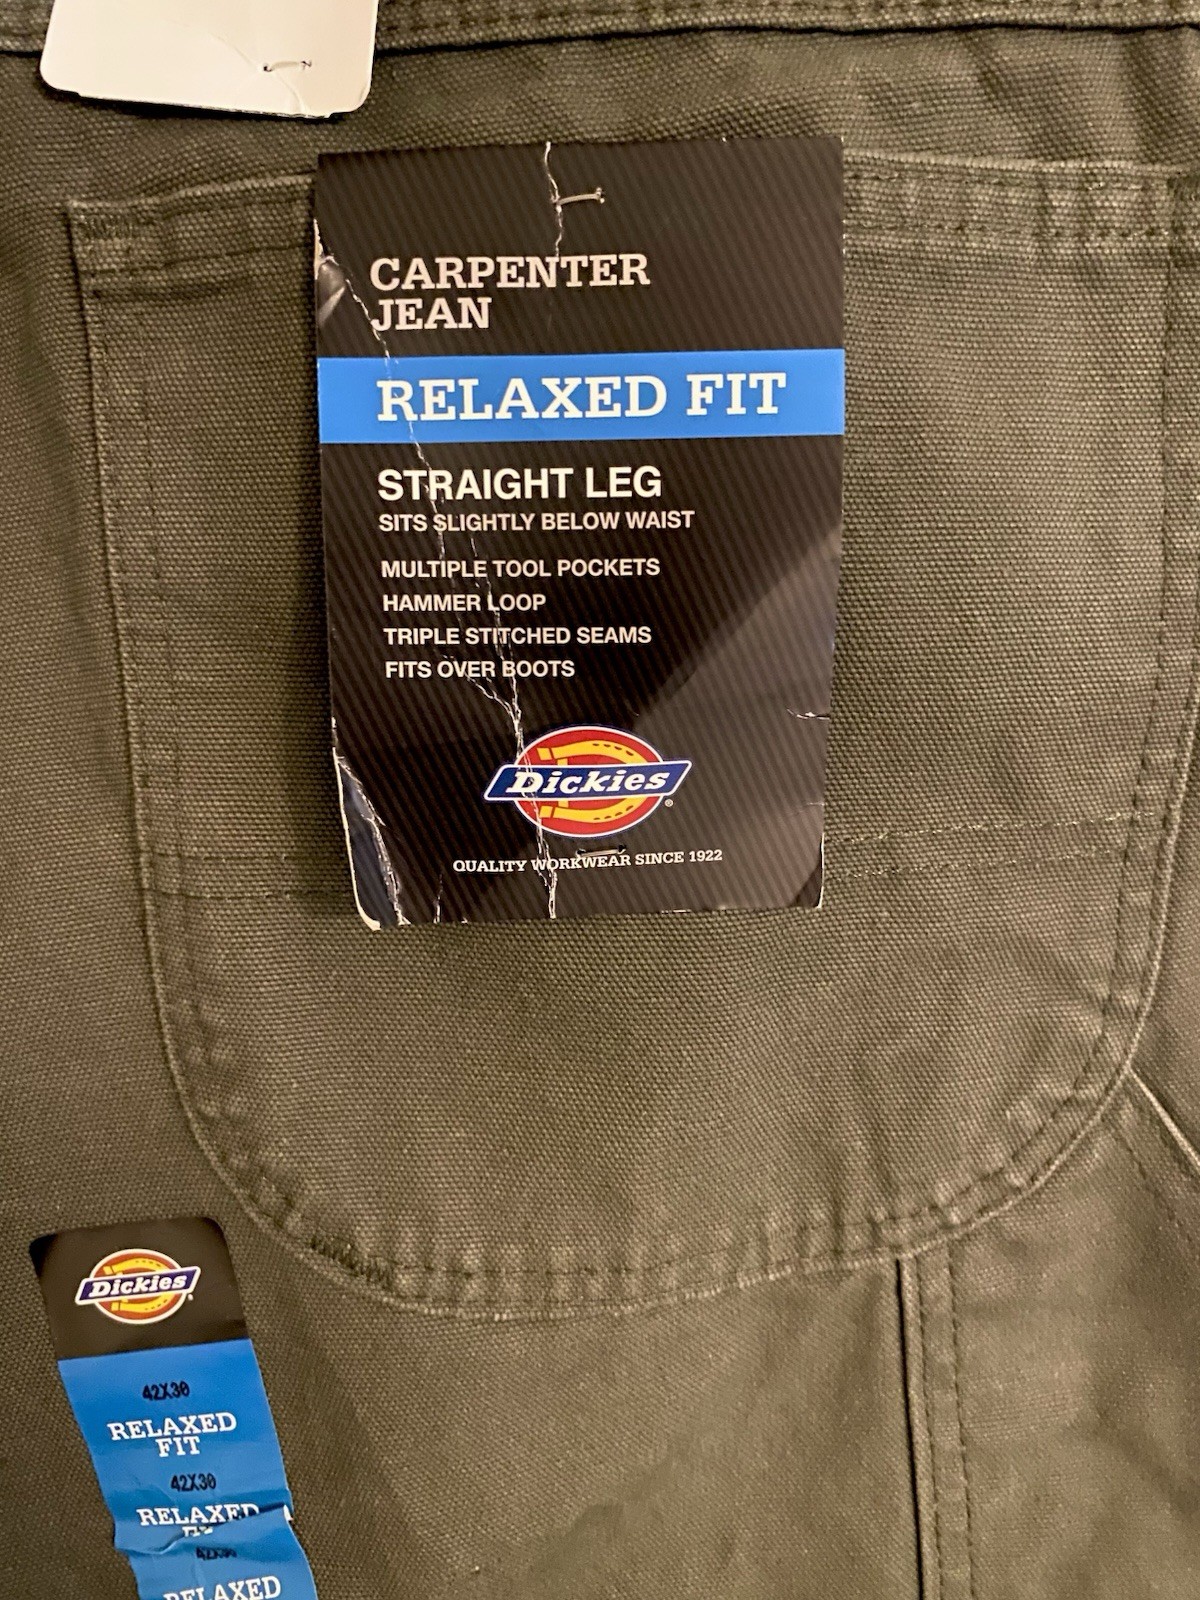 CARPENTER
JEAN
RELAXED FIT
STRAIGHT LEG
SITS SLIGHTLY BELOW WAIST
MULTIPLE TOOL POCKETS
HAMMER LOOP
TRIPLE STITCHED SEAMS
FITS OVER BOOTS
Dickies®
QUALITY WORKWEAR SINCE 1922
Dickies
42X30
RELAXED
FIT
42X30
RELAXED
42X30
RELAXED